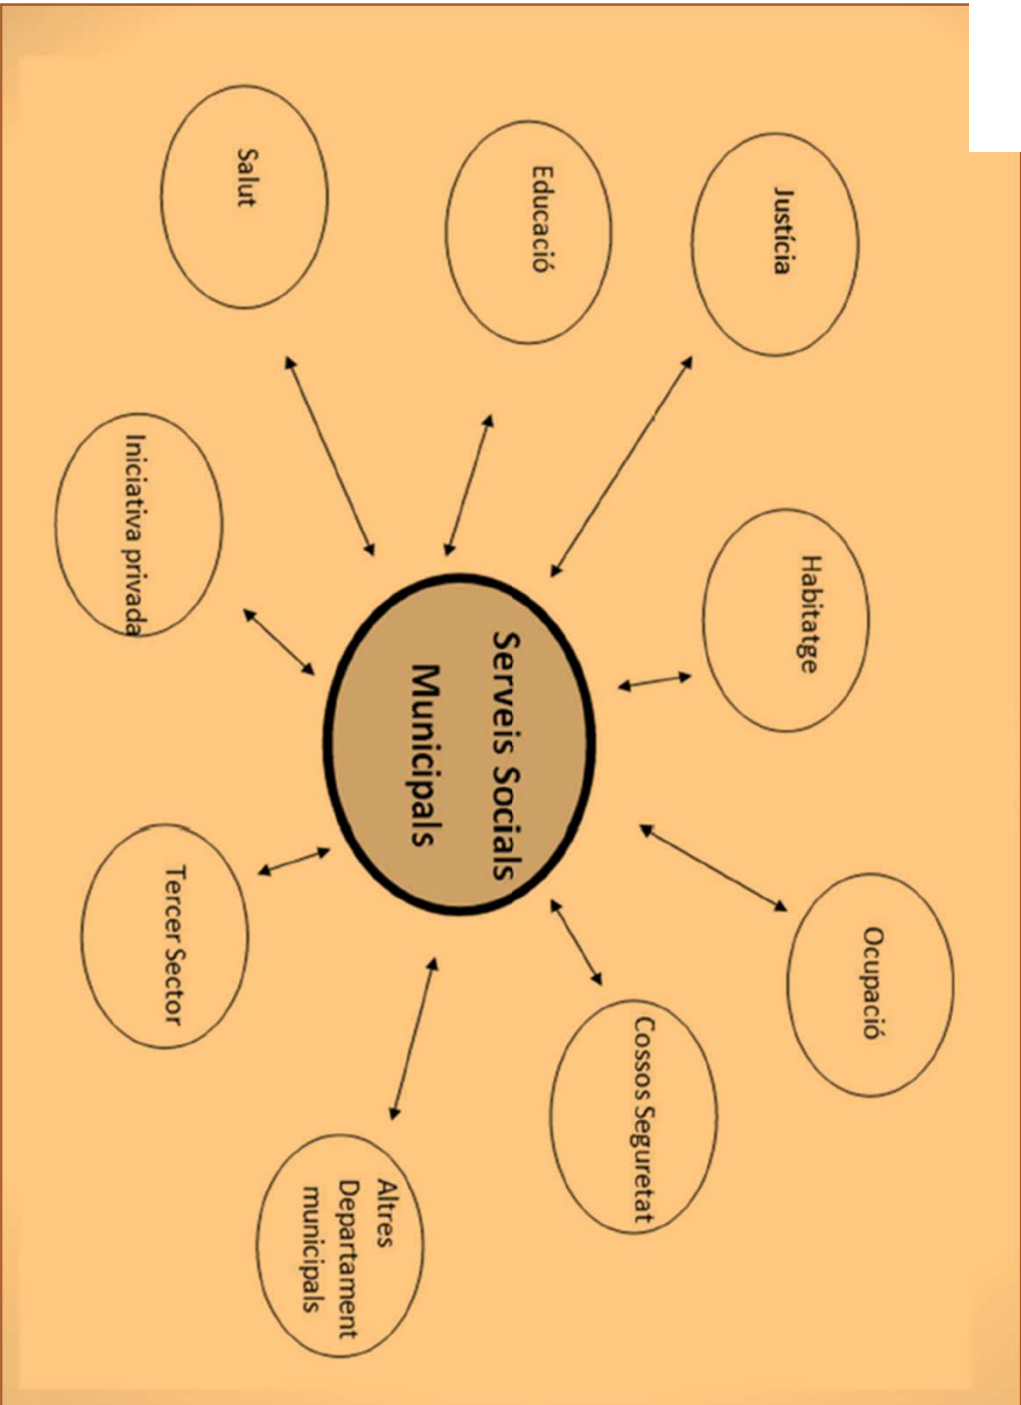 Justícia
Habitatge
Ocupació
Educació
Cossos Seguretat
Serveis Socials
Municipals
Salut
Iniciativa privada
Tercer Sector
Altres
Departament
municipals